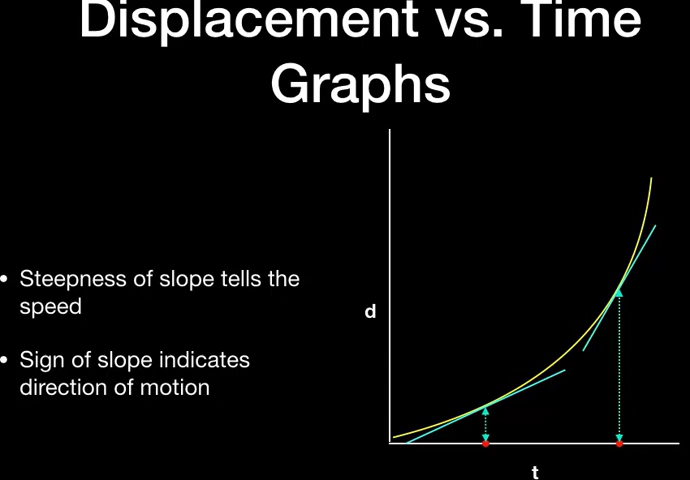 Displacement vs. Time
Graphs
• Steepness of slope tells the
speed
• Sign of slope indicates
direction of motion
d
t